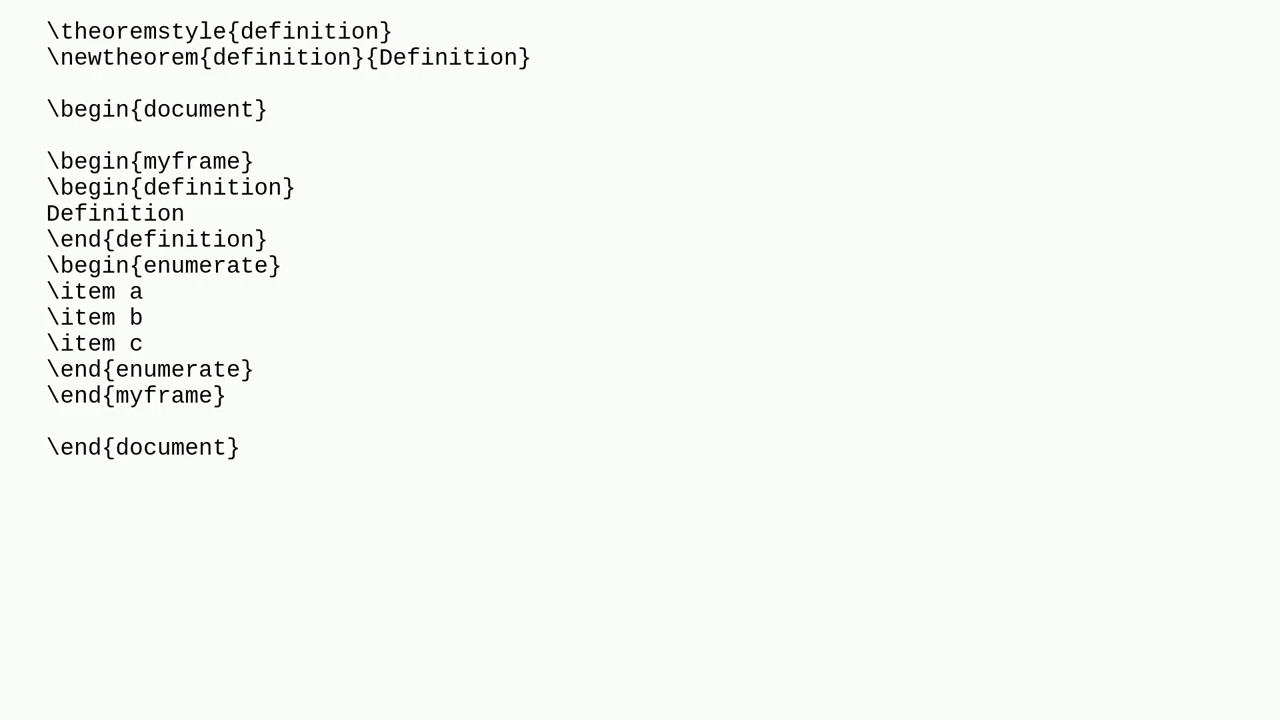 \theoremstyle{definition}
\newtheorem{definition}{Definition}
\begin{document}
\begin{myframe}
\begin{definition}
Definition
\end{definition}
\begin{enumerate}
\item a
\item b
\item c
\end{enumerate}
\end{myframe}
\end{document}